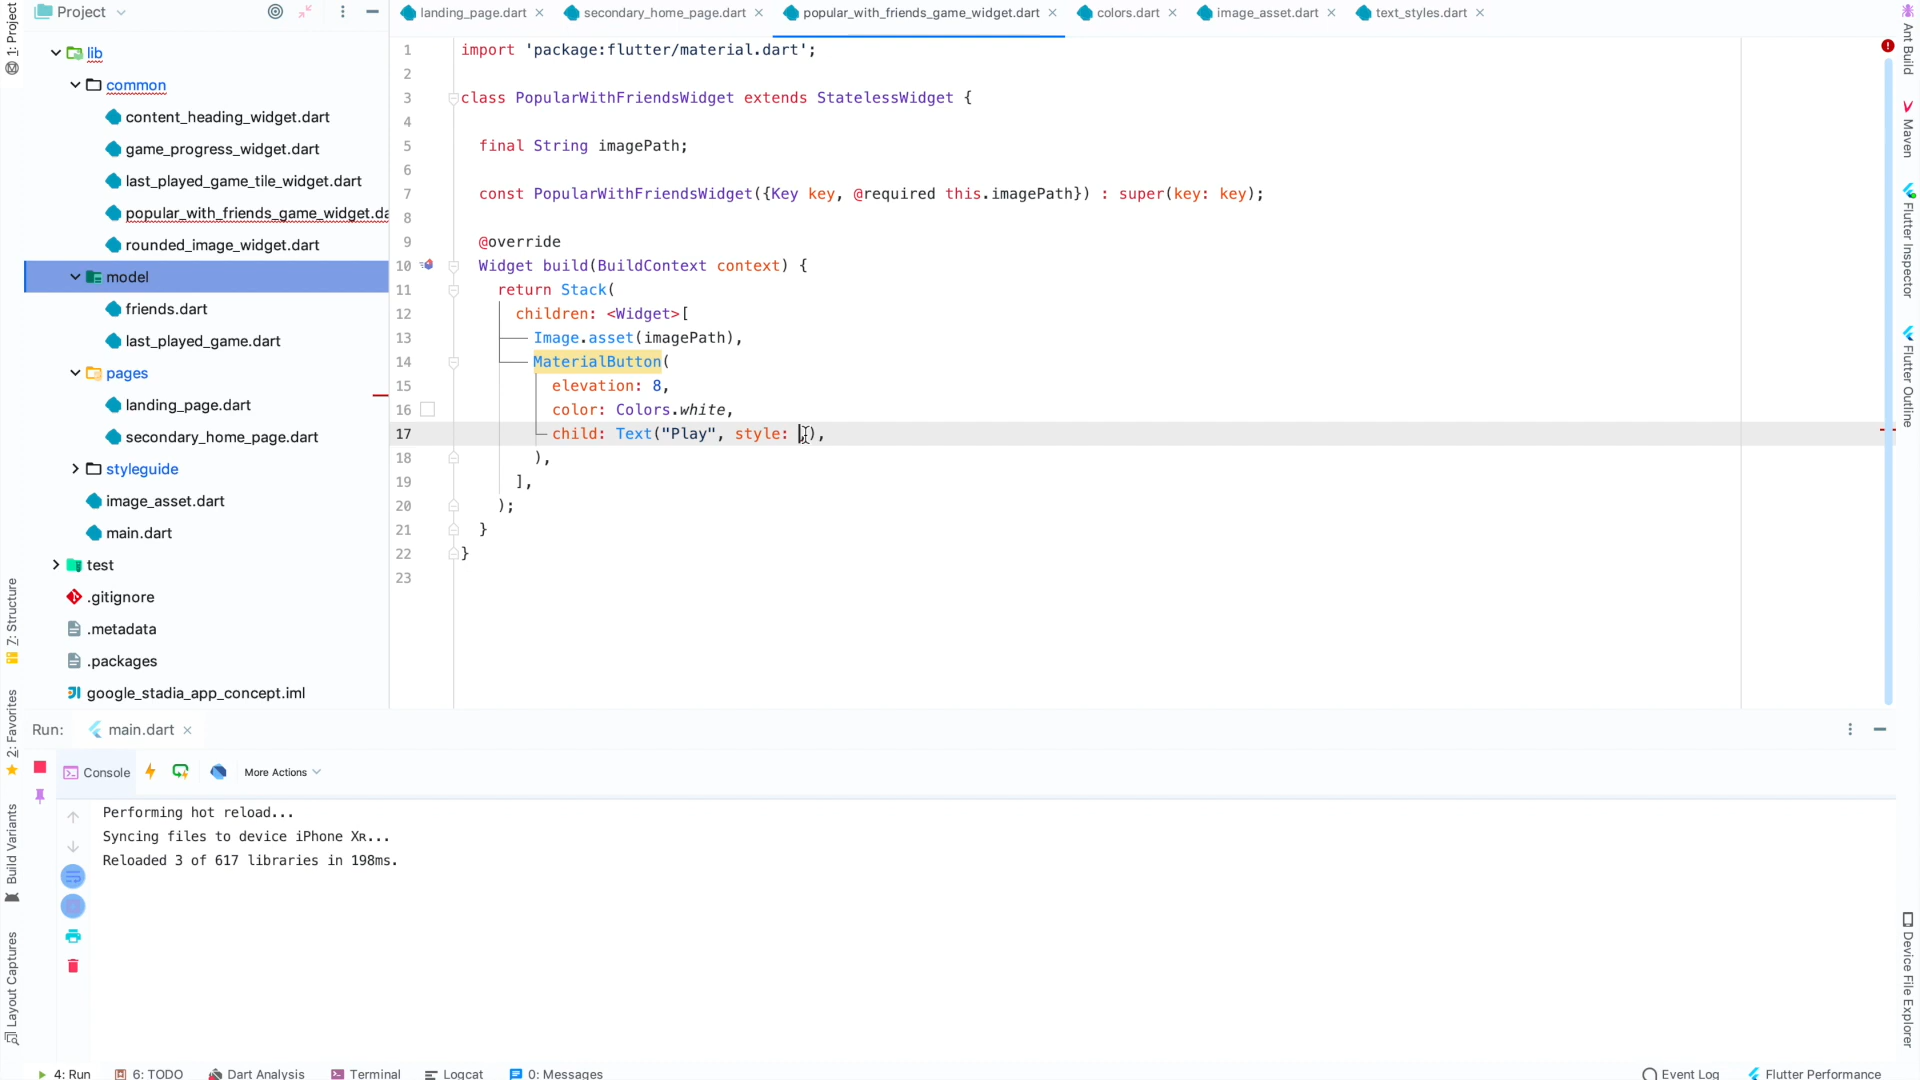 1: Project
Project
lib
common
content_heading_widget.dart
game_progress_widget.dart
last_played_game_tile_widget.dart
popular_with_friends_game_widget.da
rounded_image_widget.dart
model
friends.dart
last_played_game.dart
pages
landing_page.dart
secondary_home_page.dart
styleguide
image_asset.dart
main.dart
test
.gitignore
.metadata
.packages
google_stadia_app_concept.iml
landing_page.dart
secondary_home_page.dart
popular_with_friends_game_widget.dart
colors.dart
image_asset.dart
text_styles.dart
1 import 'package:flutter/material.dart';
2
3 class PopularWithFriendsWidget extends StatelessWidget {
4
5 final String imagePath;
6
7 const PopularWithFriendsWidget({Key key, @required this.imagePath}) : super(key: key);
8
9 @override
10 Widget build(BuildContext context) {
11 return Stack(
12 children: <Widget>[
13 Image.asset(imagePath),
14 MaterialButton(
15 elevation: 8,
16 color: Colors.white,
17 child: Text("Play", style: ,),
18 ),
19 ],
20 );
21 }
22 }
23
Ant Build
Maven
Flutter Inspector
Flutter Outline
Device File Explorer
Z: Structure
2: Favorites
Build Variants
Layout Captures
Run:
main.dart
Console
More Actions
Performing hot reload...
Syncing files to device iPhone Xʀ...
Reloaded 3 of 617 libraries in 198ms.
4: Run
6: TODO
Dart Analysis
Terminal
Logcat
0: Messages
Event Log
Flutter Performance